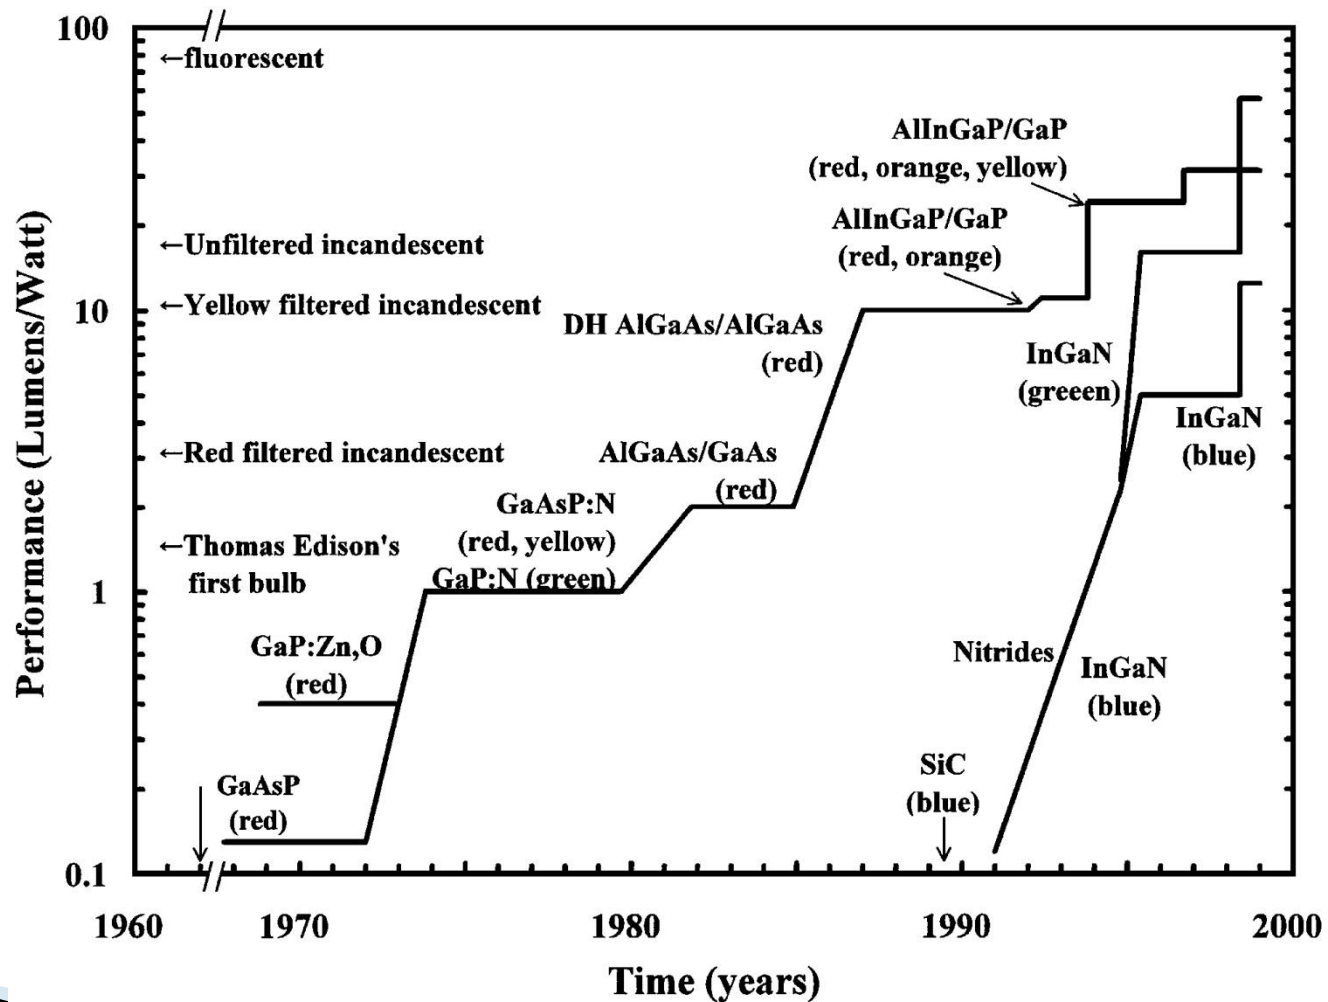 100
←fluorescent
AlInGaP/GaP
(red, orange, yellow)
AlInGaP/GaP
(red, orange)
←Unfiltered incandescent
←Yellow filtered incandescent
10
DH AlGaAs/AlGaAs
(red)
InGaN
(greeen)
InGaN
(blue)
←Red filtered incandescent
AlGaAs/GaAs
(red)
GaAsP:N
(red, yellow)
GaP:N (green)
←Thomas Edison's
first bulb
1
GaP:Zn,O
(red)
Nitrides
InGaN
(blue)
GaAsP
(red)
SiC
(blue)
0.1
Performance (Lumens/Watt)
1960 1970 1980 1990 2000
Time (years)